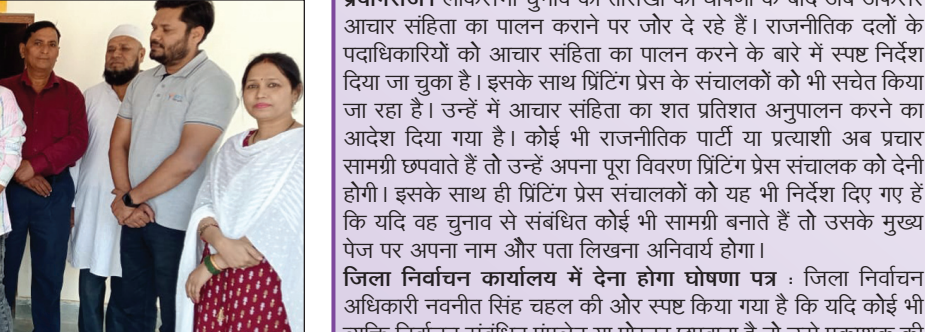 प्रयागराज। लोकसभा चुनाव की तारीखों की घोषणा के बाद अब अफसर
आचार संहिता का पालन कराने पर जोर दे रहे हैं। राजनीतिक दलों के
पदाधिकारियों को आचार संहिता का पालन करने के बारे में स्पष्ट निर्देश
दिया जा चुका है। इसके साथ प्रिंटिंग प्रेस के संचालकों को भी सचेत किया
जा रहा है। उन्हें में आचार संहिता का शत प्रतिशत अनुपालन करने का
आदेश दिया गया है। कोई भी राजनीतिक पार्टी या प्रत्याशी अब प्रचार
सामग्री छपवाते हैं तो उन्हें अपना पूरा विवरण प्रिंटिंग प्रेस संचालक को देनी
होगी। इसके साथ ही प्रिंटिंग प्रेस संचालकों को यह भी निर्देश दिए गए हें
कि यदि वह चुनाव से संबंधित कोई भी सामग्री बनाते हैं तो उसके मुख्य
पेज पर अपना नाम और पता लिखना अनिवार्य होगा।
जिला निर्वाचन कार्यालय में देना होगा घोषणा पत्र : जिला निर्वाचन
अधिकारी नवनीत सिंह चहल की ओर स्पष्ट किया गया है कि यदि कोई भी